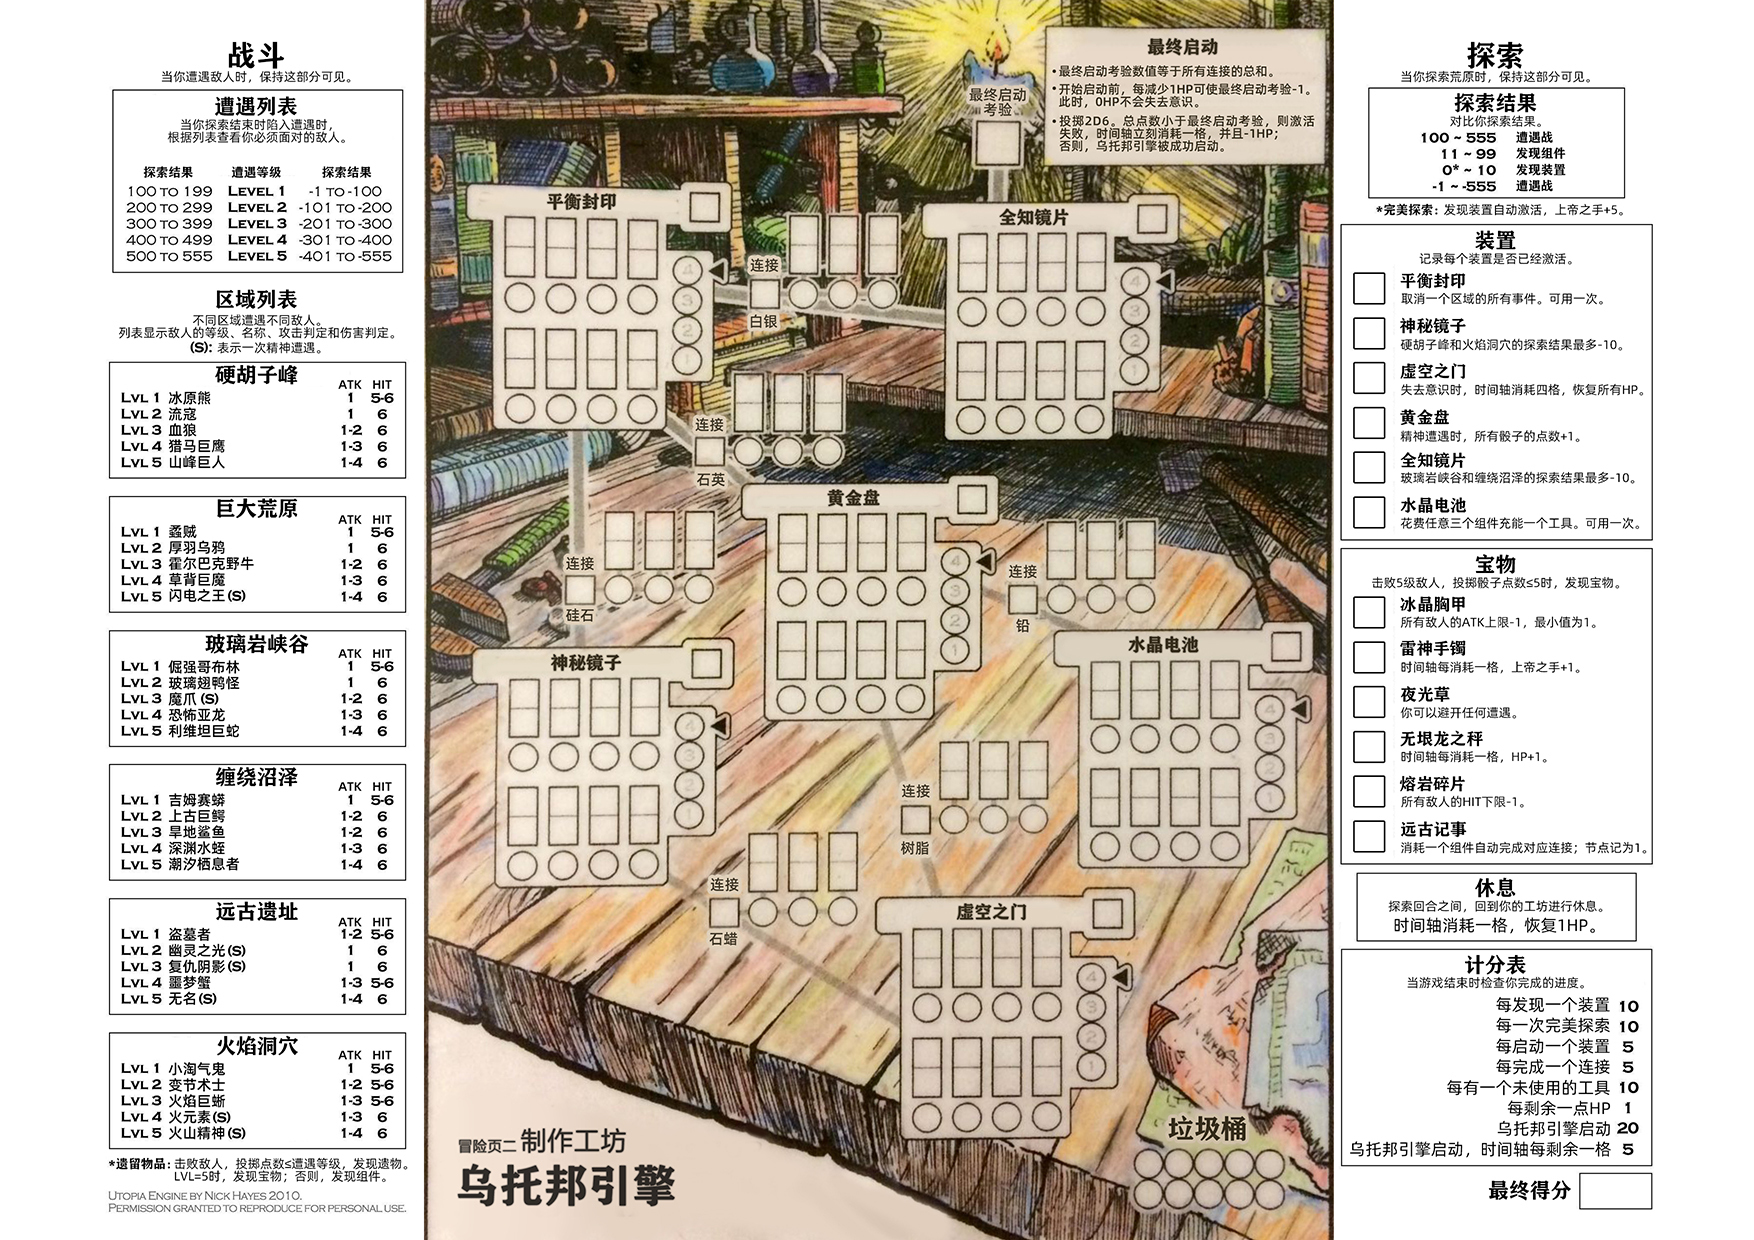 战斗
当你遭遇敌人时，保持这部分可见。
遭遇列表
当你探索结束时陷入遭遇时，
根据列表查看你必须面对的敌人。
探索结果 遭遇等级 探索结果
100 TO 199 LEVEL 1 -1 TO -100
200 TO 299 LEVEL 2 -101 TO -200
300 TO 399 LEVEL 3 -201 TO -300
400 TO 499 LEVEL 4 -301 TO -400
500 TO 555 LEVEL 5 -401 TO -555
区域列表
不同区域遭遇不同敌人。
列表显示敌人的等级、名称、攻击判定和伤害判定。
(S): 表示一次精神遭遇。
硬胡子峰
ATK HIT
LVL 1 冰原熊 1 5-6
LVL 2 流寇 1 6
LVL 3 血狼 1-2 6
LVL 4 猎马巨鹰 1-3 6
LVL 5 山峰巨人 1-4 6
巨大荒原
ATK HIT
LVL 1 蟊贼 1 5-6
LVL 2 厚羽乌鸦 1 6
LVL 3 霍尔巴克野牛 1-2 6
LVL 4 草背巨魔 1-3 6
LVL 5 闪电之王(S) 1-4 6
玻璃岩峡谷
ATK HIT
LVL 1 倔强哥布林 1 5-6
LVL 2 玻璃翅鸭怪 1 6
LVL 3 魔爪(S) 1-2 6
LVL 4 恐怖亚龙 1-3 6
LVL 5 利维坦巨蛇 1-4 6
缠绕沼泽
ATK HIT
LVL 1 吉姆赛蟒 1 5-6
LVL 2 上古巨鳄 1-2 6
LVL 3 旱地鲨鱼 1-2 6
LVL 4 深渊水蛭 1-3 6
LVL 5 潮汐栖息者 1-4 6
远古遗址
ATK HIT
LVL 1 盗墓者 1-2 5-6
LVL 2 幽灵之光(S) 1 6
LVL 3 复仇阴影(S) 1 6
LVL 4 噩梦蟹 1-3 5-6
LVL 5 无名(S) 1-4 6
火焰洞穴
ATK HIT
LVL 1 小淘气鬼 1 5-6
LVL 2 变节术士 1-2 5-6
LVL 3 火焰巨蜥 1-3 5-6
LVL 4 火元素(S) 1-3 6
LVL 5 火山精神(S) 1-4 6
*遗留物品: 击败敌人，投掷点数≤遭遇等级，发现遗物。
LVL=5时，发现宝物；否则，发现组件。
UTOPIA ENGINE BY NICK HAYES 2010.
PERMISSION GRANTED TO REPRODUCE FOR PERSONAL USE.
最终启动
•最终启动考验数值等于所有连接的总和。
•开始启动前，每减少1HP可使最终启动考验-1。
此时，0HP不会失去意识。
•投掷2D6。总点数小于最终启动考验，则激活
失败，时间轴立刻消耗一格，并且-1HP；
否则，乌托邦引擎被成功启动。
最终启动
考验
平衡封印
4
3
2
1
连接
白银
全知镜片
4
3
2
1
连接
石英
黄金盘
4
3
2
1
连接
硅石
连接
铅
神秘镜子
4
3
2
1
水晶电池
4
3
2
1
连接
树脂
连接
石蜡
虚空之门
4
3
2
1
垃圾桶
冒险页二 制作工坊
乌托邦引擎
探索
当你探索荒原时，保持这部分可见。
探索结果
对比你探索结果。
100 ~ 555 遭遇战
11 ~ 99 发现组件
0* ~ 10 发现装置
-1 ~ -555 遭遇战
*完美探索: 发现装置自动激活，上帝之手+5。
装置
记录每个装置是否已经激活。
平衡封印
取消一个区域的所有事件。可用一次。
神秘镜子
硬胡子峰和火焰洞穴的探索结果最多-10。
虚空之门
失去意识时，时间轴消耗四格，恢复所有HP。
黄金盘
精神遭遇时，所有骰子的点数+1。
全知镜片
玻璃岩峡谷和缠绕沼泽的探索结果最多-10。
水晶电池
花费任意三个组件充能一个工具。可用一次。
宝物
击败5级敌人，投掷骰子点数≤5时，发现宝物。
冰晶胸甲
所有敌人的ATK上限-1，最小值为1。
雷神手镯
时间轴每消耗一格，上帝之手+1。
夜光草
你可以避开任何遭遇。
无垠龙之秤
时间轴每消耗一格，HP+1。
熔岩碎片
所有敌人的HIT下限-1。
远古记事
消耗一个组件自动完成对应连接；节点记为1。
休息
探索回合之间，回到你的工坊进行休息。
时间轴消耗一格，恢复1HP。
计分表
当游戏结束时检查你完成的进度。
每发现一个装置 10
每一次完美探索 10
每启动一个装置 5
每完成一个连接 5
每有一个未使用的工具 10
每剩余一点HP 1
乌托邦引擎启动 20
乌托邦引擎启动，时间轴每剩余一格 5
最终得分